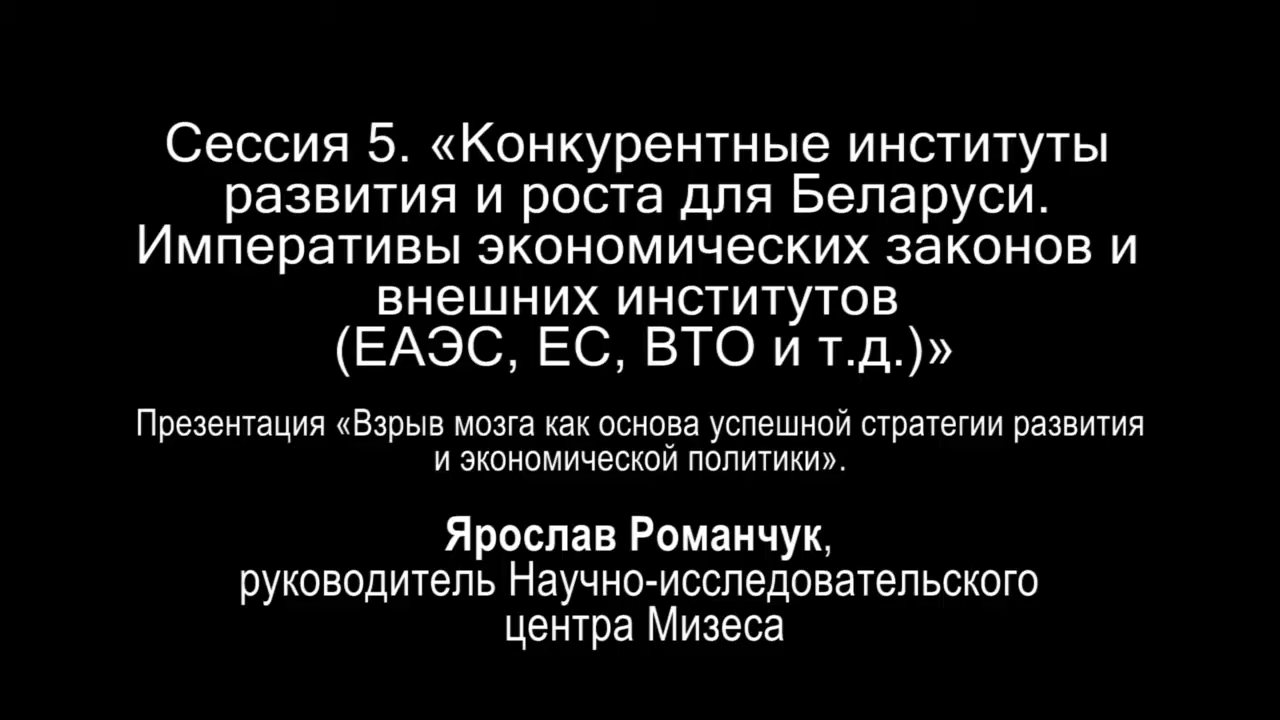 Сессия 5. «Конкурентные институты
развития и роста для Беларуси.
Императивы экономических законов и
внешних институтов
(ЕАЭС, ЕС, ВТО и т.д.)»
Презентация «Взрыв мозга как основа успешной стратегии развития
и экономической политики».
Ярослав Романчук,
руководитель Научно-исследовательского
центра Мизеса